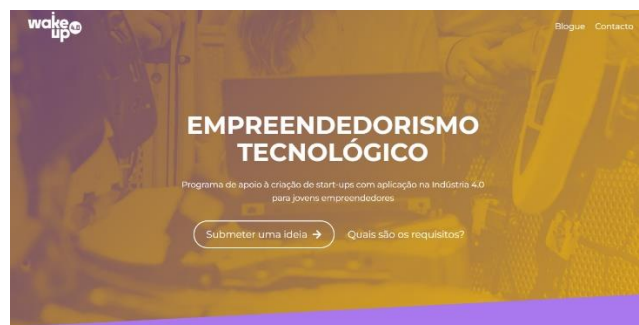 wake
up 4.0
Blogue Contacto
EMPREENDEDORISMO
TECNOLÓGICO
Programa de apoio à criação de start-ups com aplicação na Indústria 4.0
para jovens empreendedores
Submeter uma ideia → Quais são os requisitos?